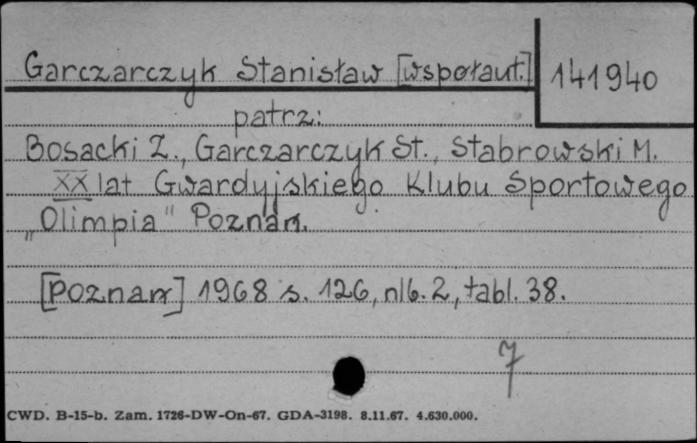 Garczarczyk Stanisław [współaut.] 141940
patrz:
Bosacki Z., Garczarczyk St., Stabrowski M.
XX lat Gwardyjskiego Klubu Sportowego
„Olimpia" Poznań.
[Poznań] 1968 s. 126, nlb. 2, tabl. 38.
7
CWD. B-15-b. Zam. 1726-DW-On-67. GDA-3198. 8.11.67. 4.630.000.